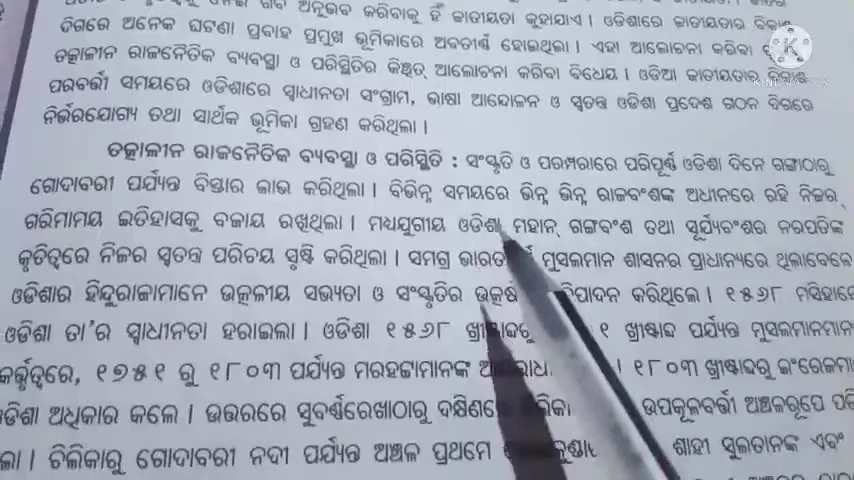 ଅନୁଭବ କରିବାକୁ ହିଁ ଜାତୀୟତା କୁହାଯାଏ । ଓଡିଶାରେ ଜାତୀୟତାର ବିକାଶ
ଦିଗରେ ଅନେକ ଘଟଣା ପ୍ରବାହ ପ୍ରମୁଖ ଭୂମିକାରେ ଅବତୀର୍ଣ୍ଣ ହୋଇଥିଲା । ଏହା ଆଲୋଚନା କରିବା
ତତ୍କାଳୀନ ରାଜନୈତିକ ବ୍ୟବସ୍ଥା ଓ ପରିସ୍ଥିତିର କିଞ୍ଚିତ୍ ଆଲୋଚନା କରିବା ବିଧେୟ । ଓଡିଆ ଜାତୀୟତାର ବିକାଶ
ପରବର୍ତ୍ତୀ ସମୟରେ ଓଡିଶାରେ ସ୍ୱାଧୀନତା ସଂଗ୍ରାମ, ଭାଷା ଆନ୍ଦୋଳନ ଓ ସ୍ୱତନ୍ତ୍ର ଓଡିଶା ପ୍ରଦେଶ ଗଠନ ଦିଗରେ
ନିର୍ଭରଯୋଗ୍ୟ ତଥା ସାର୍ଥକ ଭୂମିକା ଗ୍ରହଣ କରିଥିଲା ।
ତତ୍କାଳୀନ ରାଜନୈତିକ ବ୍ୟବସ୍ଥା ଓ ପରିସ୍ଥିତି : ସଂସ୍କୃତି ଓ ପରମ୍ପରାରେ ପରିପୂର୍ଣ୍ଣ ଓଡିଶା ଦିନେ ଗଙ୍ଗାଠାରୁ
ଗୋଦାବରୀ ପର୍ଯ୍ୟନ୍ତ ବିସ୍ତାର ଲାଭ କରିଥିଲା । ବିଭିନ୍ନ ସମୟରେ ଭିନ୍ନ ଭିନ୍ନ ରାଜବଂଶଙ୍କ ଅଧୀନରେ ରହି ନିଜର
ଗରିମାମୟ ଇତିହାସକୁ ବଜାୟ ରଖିଥିଲା । ମଧ୍ୟଯୁଗୀୟ ଓଡିଶା ମହାନ୍ ଗଙ୍ଗବଂଶ ତଥା ସୂର୍ଯ୍ୟବଂଶର ନରପତିଙ୍କ
କୃତିତ୍ୱରେ ନିଜର ସ୍ୱତନ୍ତ୍ର ପରିଚୟ ସୃଷ୍ଟି କରିଥିଲା । ସମଗ୍ର ମୁସଲମାନ ଶାସନର ପ୍ରାଧାନ୍ୟରେ ଥିଲାବେଳେ
ଓଡିଶାର ହିନ୍ଦୁରାଜାମାନେ ଉତ୍କଳୀୟ ସଭ୍ୟତା ଓ ସଂସ୍କୃତିର କରିଥିଲେ । ୧୫୬୮ ମସିହାରେ
ଓଡିଶା ତା'ର ସ୍ୱାଧୀନତା ହରାଇଲା । ଓଡିଶା ୧୫୬୮ ଖ୍ରୀଷ୍ଟାବ୍ଦରୁ ଖ୍ରୀଷ୍ଟାବ୍ଦ ପର୍ଯ୍ୟନ୍ତ ମୁସଲମାନମାନ
କର୍ତ୍ତୃତ୍ୱରେ, ୧୭୫୧ ରୁ ୧୮୦୩ ପର୍ଯ୍ୟନ୍ତ ମରହଟ୍ଟାମାନଙ୍କ । ୧୮୦୩ ଖ୍ରୀଷ୍ଟାବ୍ଦରୁ ଇଂରେଜମା
ଓଡିଶା ଅଧିକାର କଲେ । ଉତ୍ତରରେ ସୁବର୍ଣ୍ଣରେଖାଠାରୁ ଦକ୍ଷିଣରେ ଉପକୂଳବର୍ତ୍ତୀ ଅଞ୍ଚଳରୂପେ
ଲା । ଚିଲିକାରୁ ଗୋଦାବରୀ ନଦୀ ପର୍ଯ୍ୟନ୍ତ ଅଞ୍ଚଳ ପ୍ରଥମେ ଶାହୀ ସୁଲତାନଙ୍କ ଏବଂ